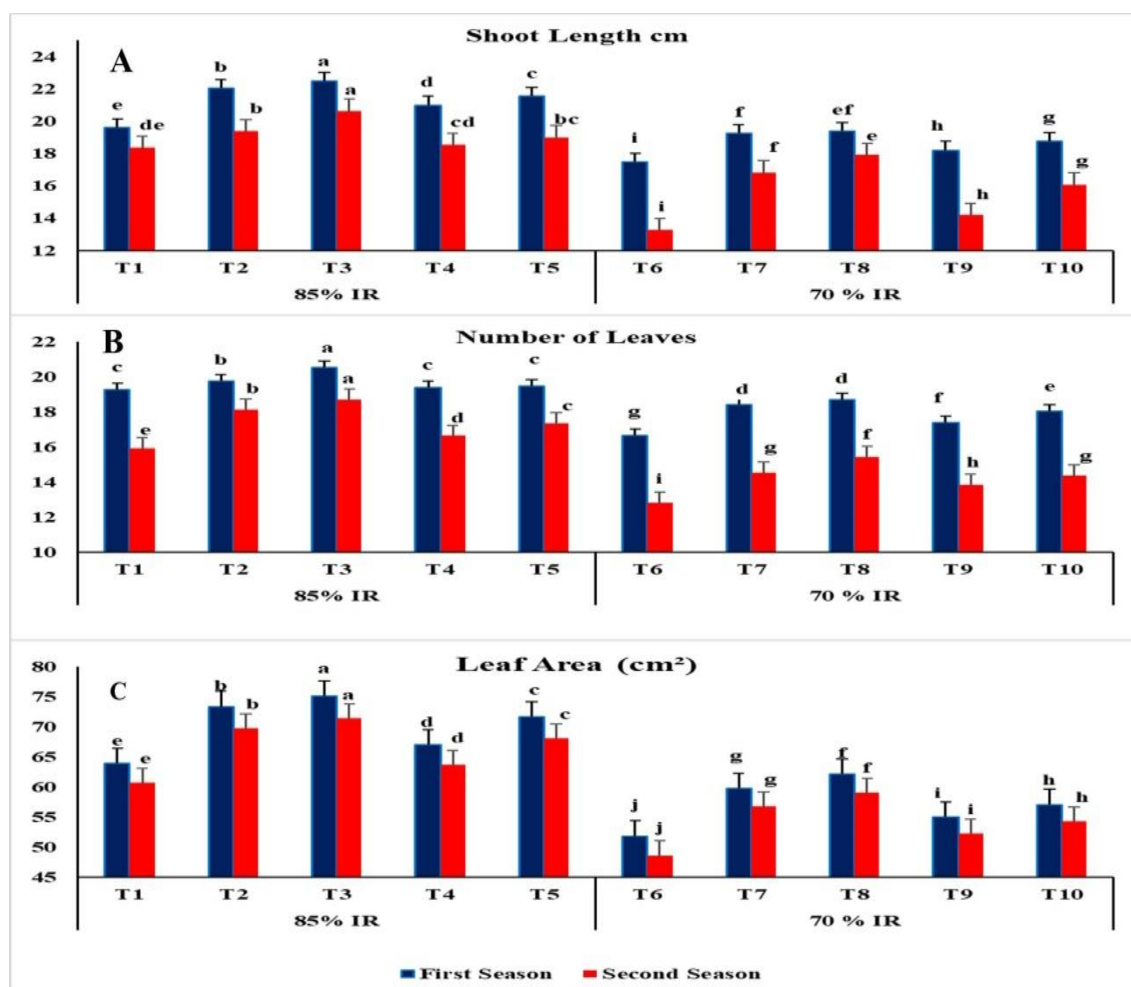 Shoot Length cm
A
24
22
20
18
16
14
12
e de b b a a d cd c bc i i f f ef e h h g g
T1 T2 T3 T4 T5 T6 T7 T8 T9 T10
85% IR 70 % IR
Number of Leaves
B
22
20
18
16
14
12
10
c e b b a a c d c c g i d g d f f h e g
T1 T2 T3 T4 T5 T6 T7 T8 T9 T10
85% IR 70 % IR
Leaf Area (cm²)
C
80
75
70
65
60
55
50
45
e e b b a a d d c c j j g g f f i i h h
T1 T2 T3 T4 T5 T6 T7 T8 T9 T10
85% IR 70 % IR
First Season Second Season